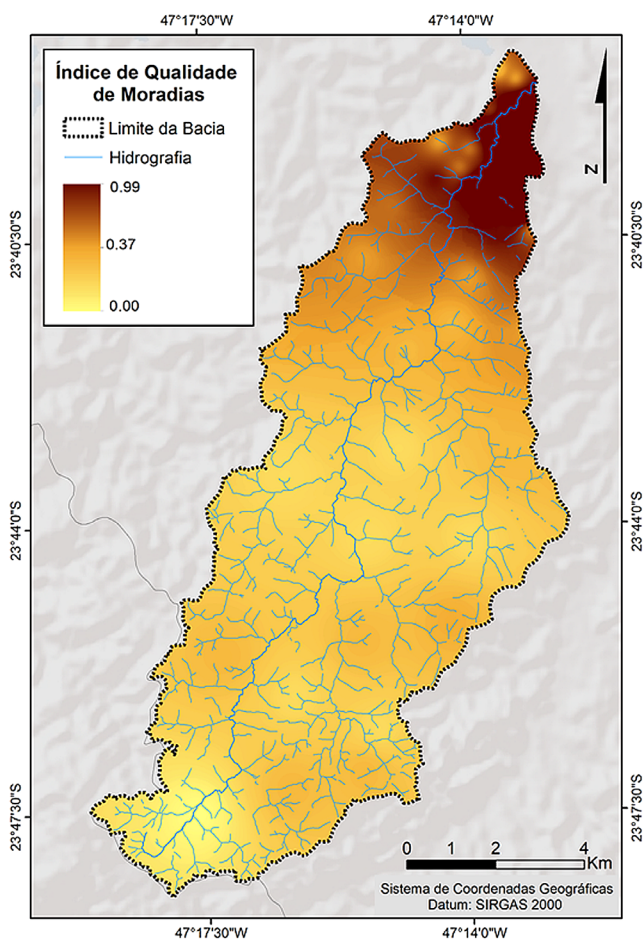 47°17'30"W
47°14'0"W
Índice de Qualidade
de Moradias
Limite da Bacia
Hidrografia
0.99
0.37
0.00
N
23°40'30"S
23°40'30"S
23°44'0"S
23°44'0"S
23°47'30"S
23°47'30"S
0 1 2 4
Km
Sistema de Coordenadas Geográficas
Datum: SIRGAS 2000
47°17'30"W
47°14'0"W